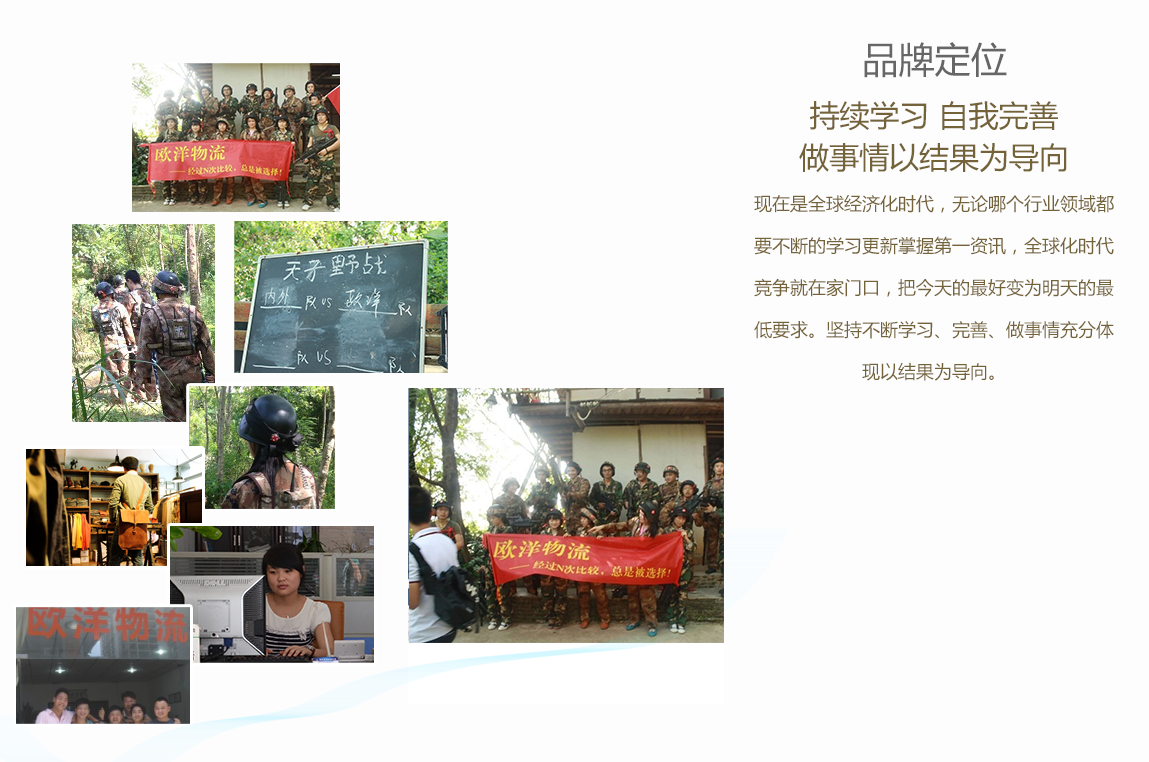 品牌定位
持续学习 自我完善
做事情以结果为导向
现在是全球经济化时代，无论哪个行业领域都
要不断的学习更新掌握第一资讯，全球化时代
竞争就在家门口，把今天的最好变为明天的最
低要求。坚持不断学习、完善、做事情充分体
现以结果为导向。
欧洋物流
——经过N次比较，总是被选择!
天子野战
内外 队 VS 欧洋 队
队 VS 队
欧洋物流
——经过N次比较，总是被选择!
欧洋物流